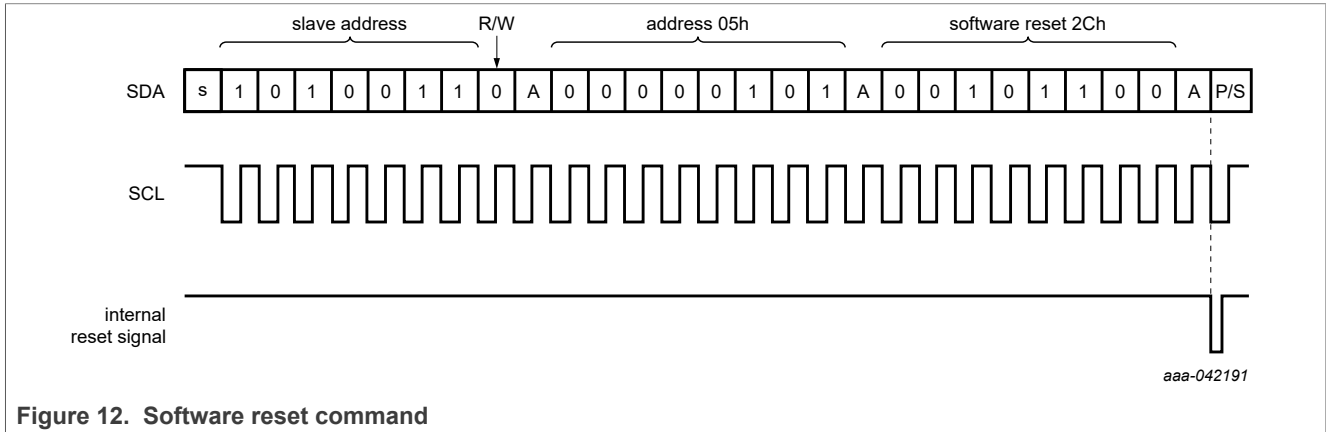 slave address R/W address 05h software reset 2Ch
SDA s 1 0 1 0 0 1 1 0 A 0 0 0 0 0 1 0 1 A 0 0 1 0 1 1 0 0 A P/S
SCL
internal
reset signal
aaa-042191
Figure 12. Software reset command